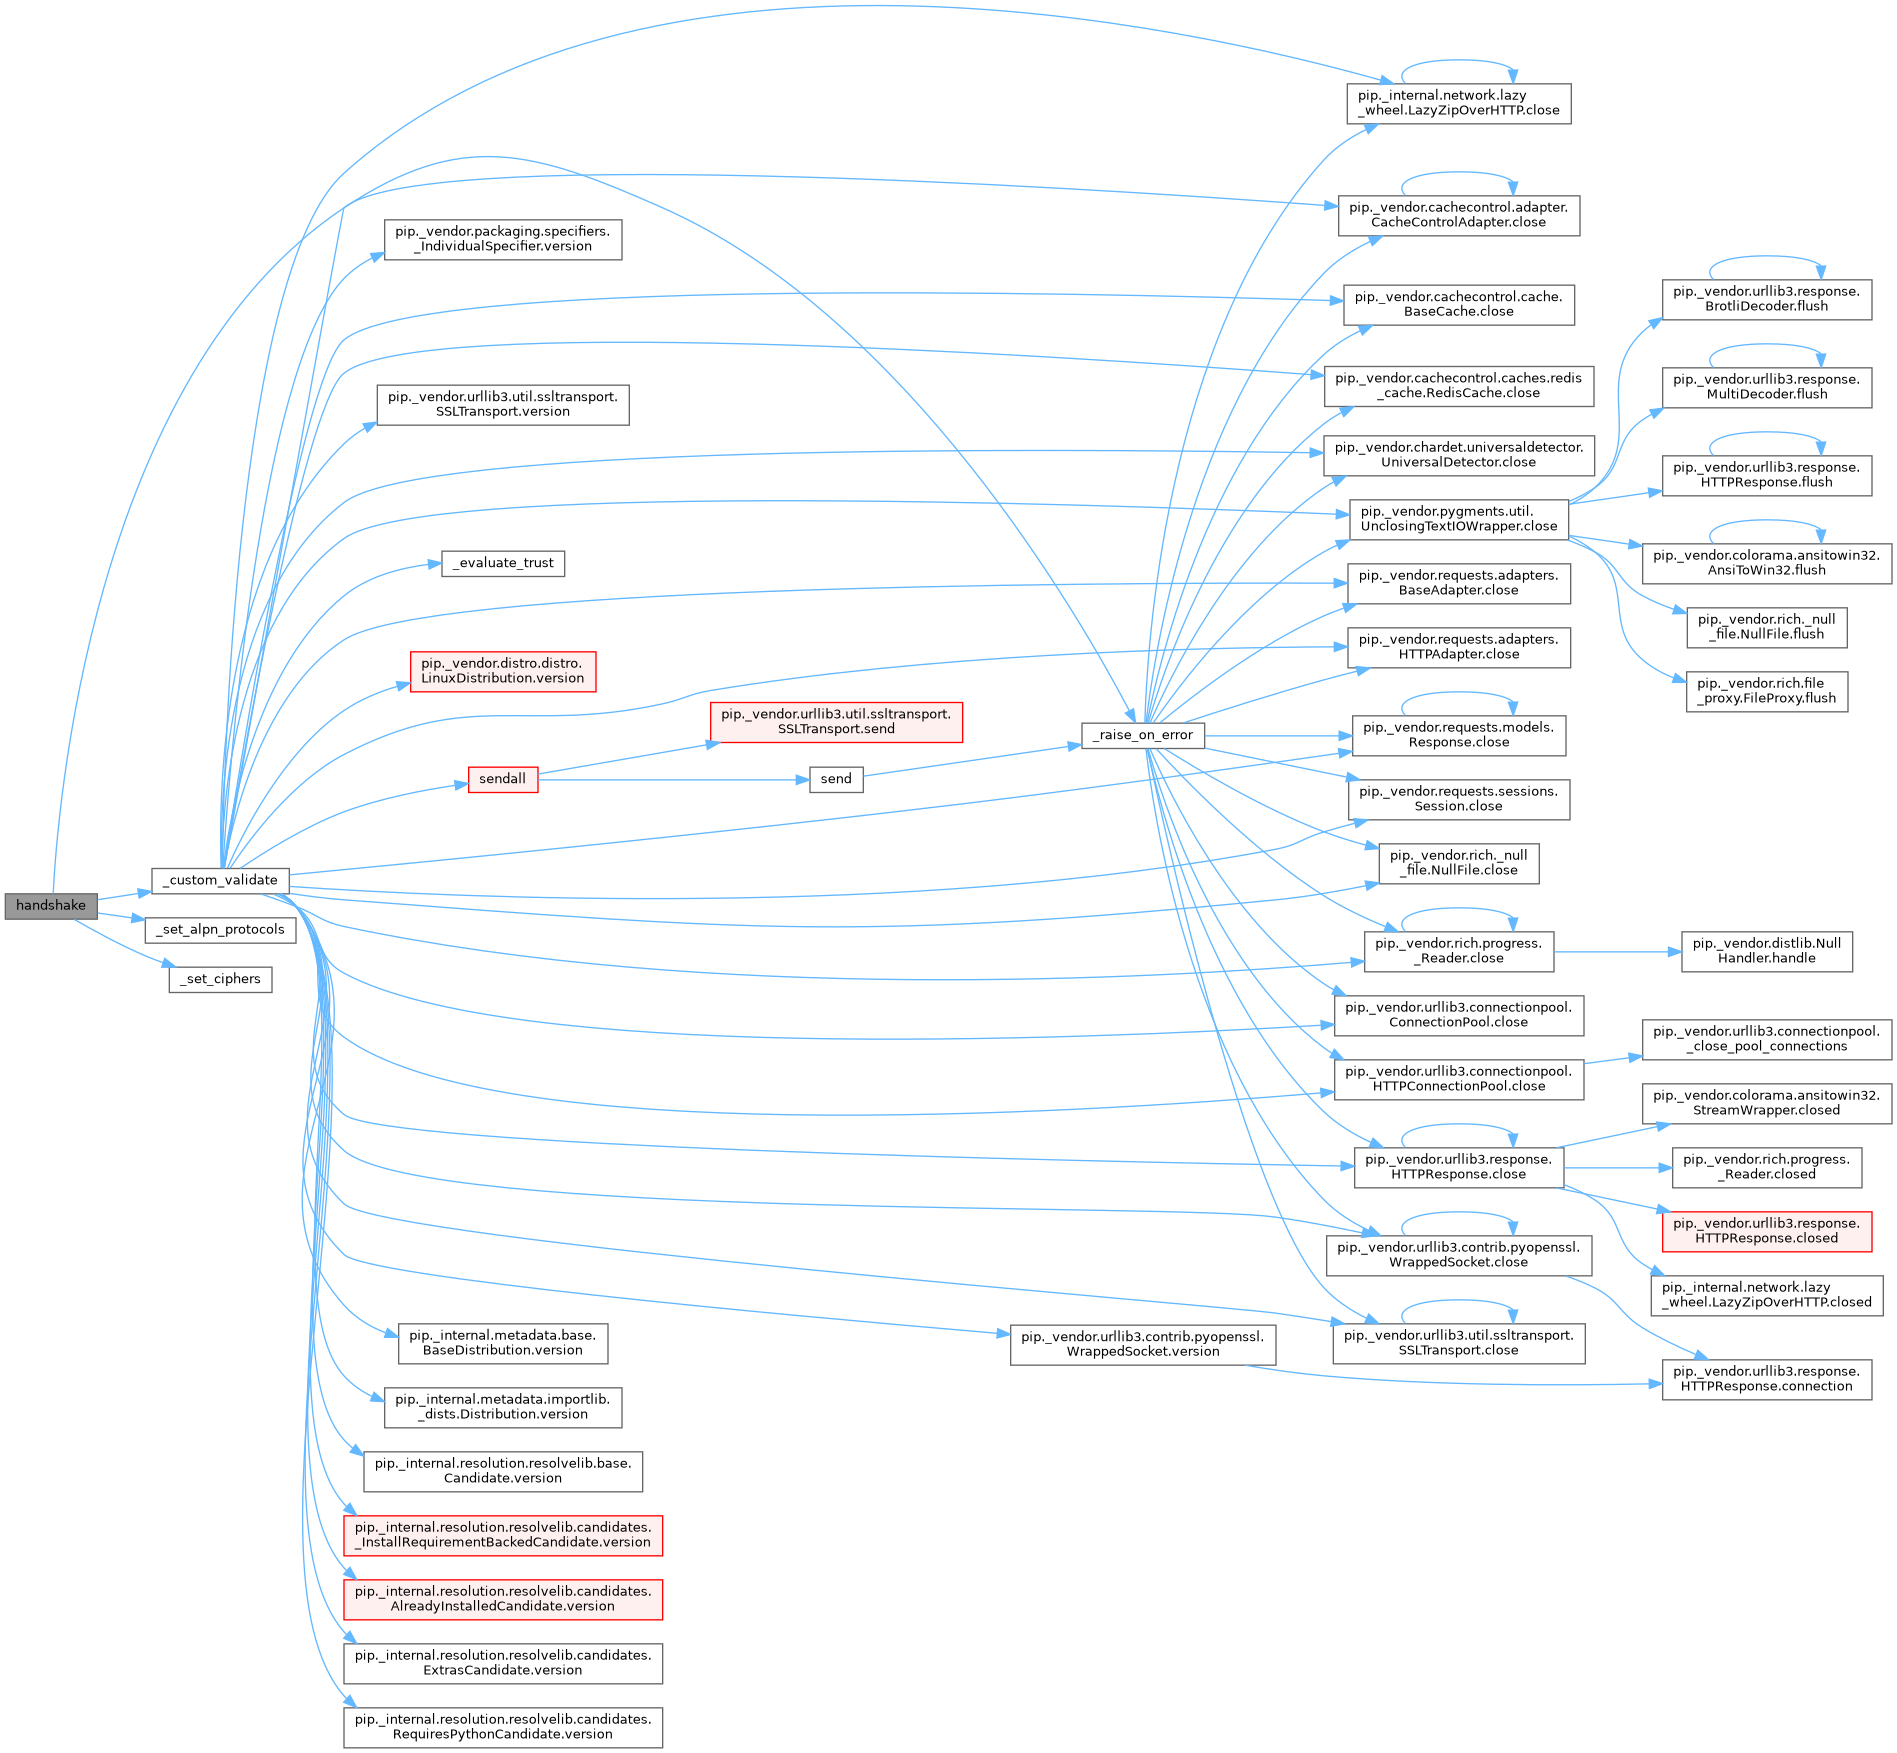 handshake
_custom_validate
_set_alpn_protocols
_set_ciphers
pip._vendor.packaging.specifiers.
_IndividualSpecifier.version
pip._vendor.urllib3.util.ssltransport.
SSLTransport.version
_evaluate_trust
pip._vendor.distro.distro.
LinuxDistribution.version
sendall
pip._internal.metadata.base.
BaseDistribution.version
pip._internal.metadata.importlib.
_dists.Distribution.version
pip._internal.resolution.resolvelib.base.
Candidate.version
pip._internal.resolution.resolvelib.candidates.
_InstallRequirementBackedCandidate.version
pip._internal.resolution.resolvelib.candidates.
AlreadyInstalledCandidate.version
pip._internal.resolution.resolvelib.candidates.
ExtrasCandidate.version
pip._internal.resolution.resolvelib.candidates.
RequiresPythonCandidate.version
pip._vendor.urllib3.util.ssltransport.
SSLTransport.send
send
_raise_on_error
pip._vendor.urllib3.contrib.pyopenssl.
WrappedSocket.version
pip._internal.network.lazy
_wheel.LazyZipOverHTTP.close
pip._vendor.cachecontrol.adapter.
CacheControlAdapter.close
pip._vendor.cachecontrol.cache.
BaseCache.close
pip._vendor.cachecontrol.caches.redis
_cache.RedisCache.close
pip._vendor.chardet.universaldetector.
UniversalDetector.close
pip._vendor.pygments.util.
UnclosingTextIOWrapper.close
pip._vendor.requests.adapters.
BaseAdapter.close
pip._vendor.requests.adapters.
HTTPAdapter.close
pip._vendor.requests.models.
Response.close
pip._vendor.requests.sessions.
Session.close
pip._vendor.rich._null
_file.NullFile.close
pip._vendor.rich.progress.
_Reader.close
pip._vendor.urllib3.connectionpool.
ConnectionPool.close
pip._vendor.urllib3.connectionpool.
HTTPConnectionPool.close
pip._vendor.urllib3.response.
HTTPResponse.close
pip._vendor.urllib3.contrib.pyopenssl.
WrappedSocket.close
pip._vendor.urllib3.util.ssltransport.
SSLTransport.close
pip._vendor.urllib3.response.
BrotliDecoder.flush
pip._vendor.urllib3.response.
MultiDecoder.flush
pip._vendor.urllib3.response.
HTTPResponse.flush
pip._vendor.colorama.ansitowin32.
AnsiToWin32.flush
pip._vendor.rich._null
_file.NullFile.flush
pip._vendor.rich.file
_proxy.FileProxy.flush
pip._vendor.distlib.Null
Handler.handle
pip._vendor.urllib3.connectionpool.
_close_pool_connections
pip._vendor.colorama.ansitowin32.
StreamWrapper.closed
pip._vendor.rich.progress.
_Reader.closed
pip._vendor.urllib3.response.
HTTPResponse.closed
pip._internal.network.lazy
_wheel.LazyZipOverHTTP.closed
pip._vendor.urllib3.response.
HTTPResponse.connection